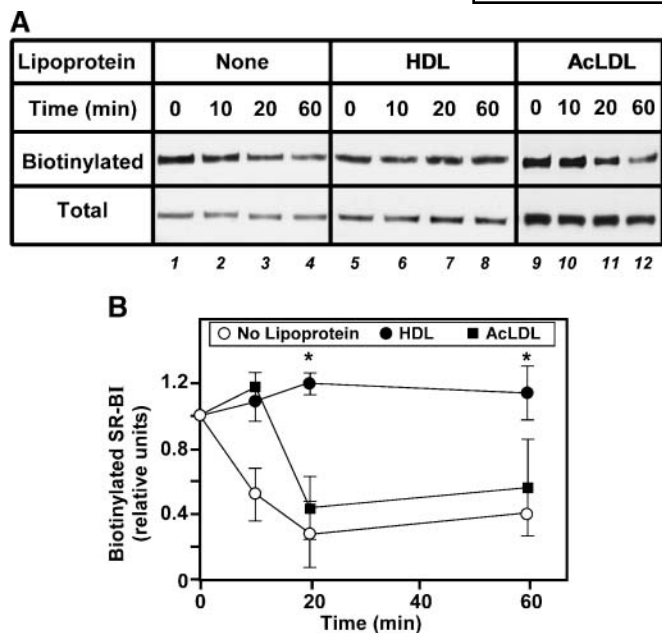 A
Lipoprotein None HDL AcLDL
Time (min) 0 10 20 60 0 10 20 60 0 10 20 60
Biotinylated
Total
1 2 3 4 5 6 7 8 9 10 11 12
B
No Lipoprotein HDL AcLDL
* *
1.2
0.8
0.4
0
Biotinylated SR-BI
(relative units)
0 20 40 60
Time (min)